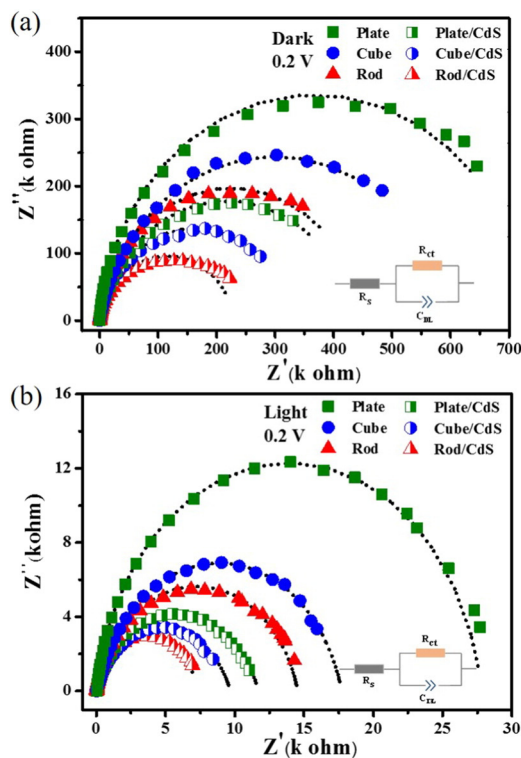 (a)
Dark
0.2 V
Plate
Plate/CdS
Cube
Cube/CdS
Rod
Rod/CdS
400
300
200
100
0
Z''(k ohm)
R_ct
R_s
C_DL
0 100 200 300 400 500 600 700
Z'(k ohm)
(b)
Light
0.2 V
Plate
Plate/CdS
Cube
Cube/CdS
Rod
Rod/CdS
16
12
8
4
0
Z''(kohm)
R_ct
R_s
C_DL
0 5 10 15 20 25 30
Z'(k ohm)